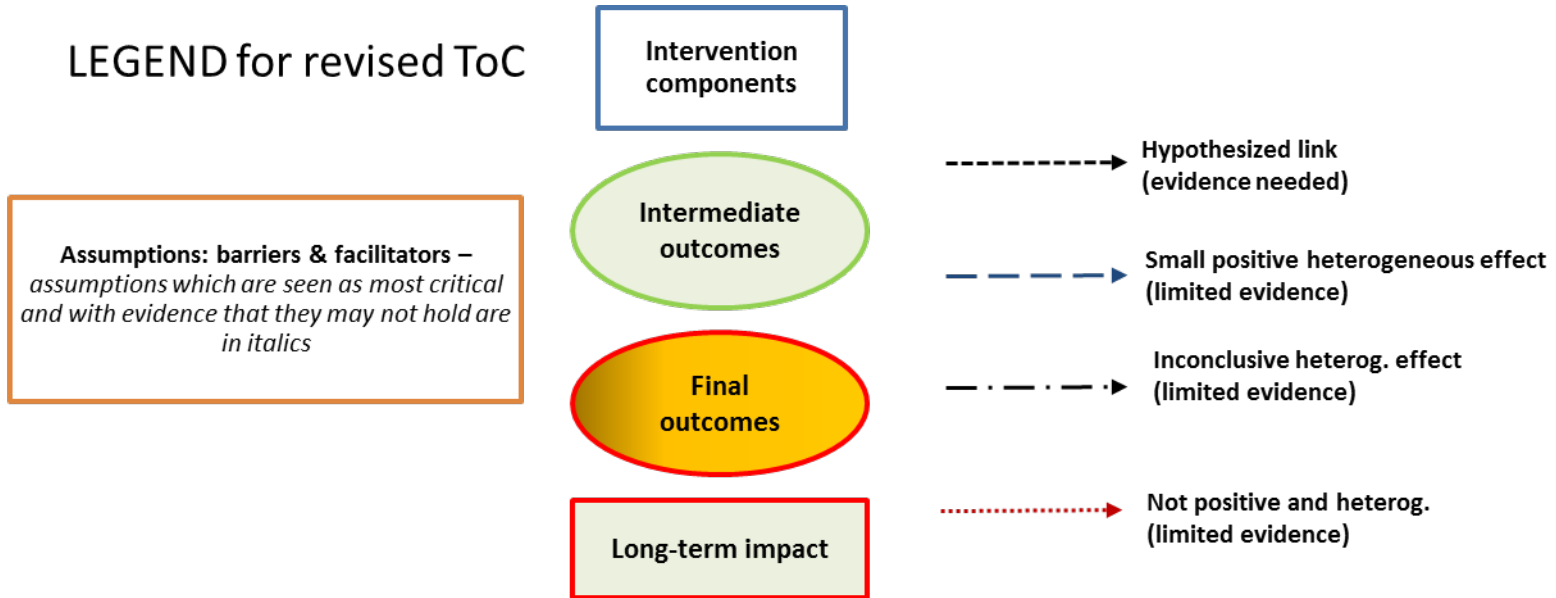 LEGEND for revised ToC
Assumptions: barriers & facilitators –
assumptions which are seen as most critical
and with evidence that they may not hold are
in italics
Intervention
components
Intermediate
outcomes
Final
outcomes
Long-term impact
Hypothesized link
(evidence needed)
Small positive heterogeneous effect
(limited evidence)
Inconclusive heterog. effect
(limited evidence)
Not positive and heterog.
(limited evidence)